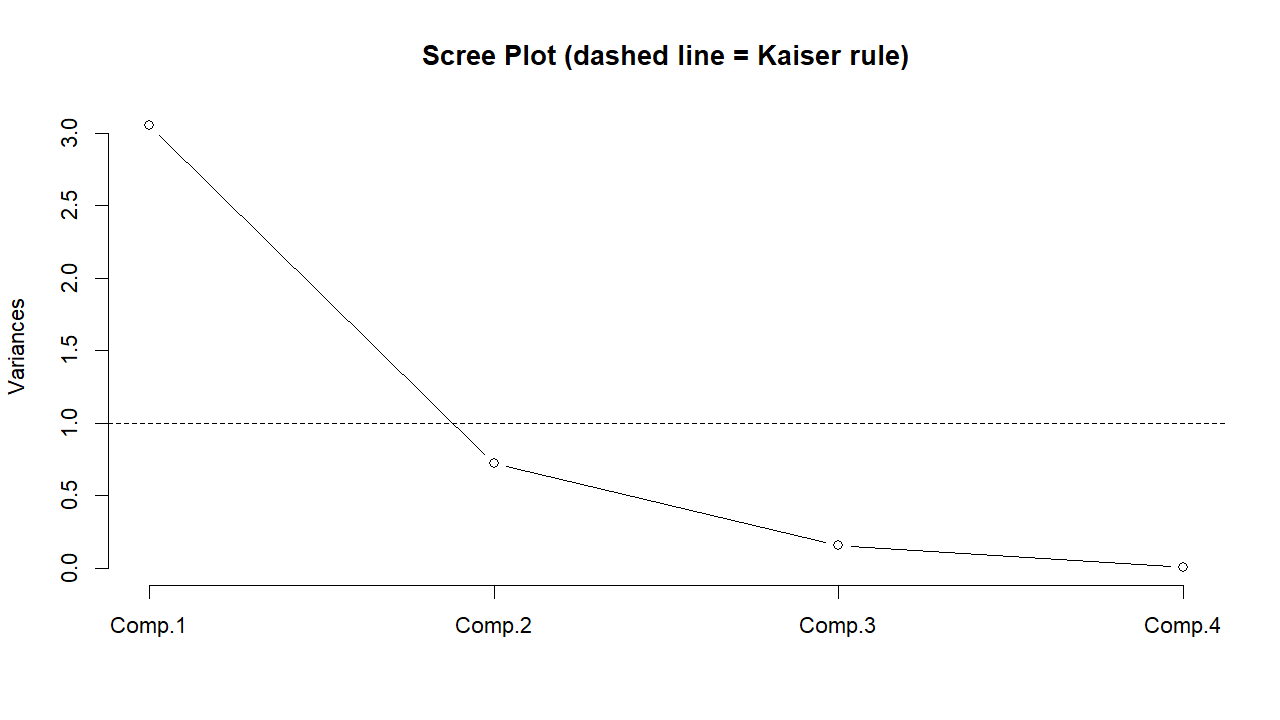 Scree Plot (dashed line = Kaiser rule)
Variances
3.0
2.5
2.0
1.5
1.0
0.5
0.0
Comp.1 Comp.2 Comp.3 Comp.4